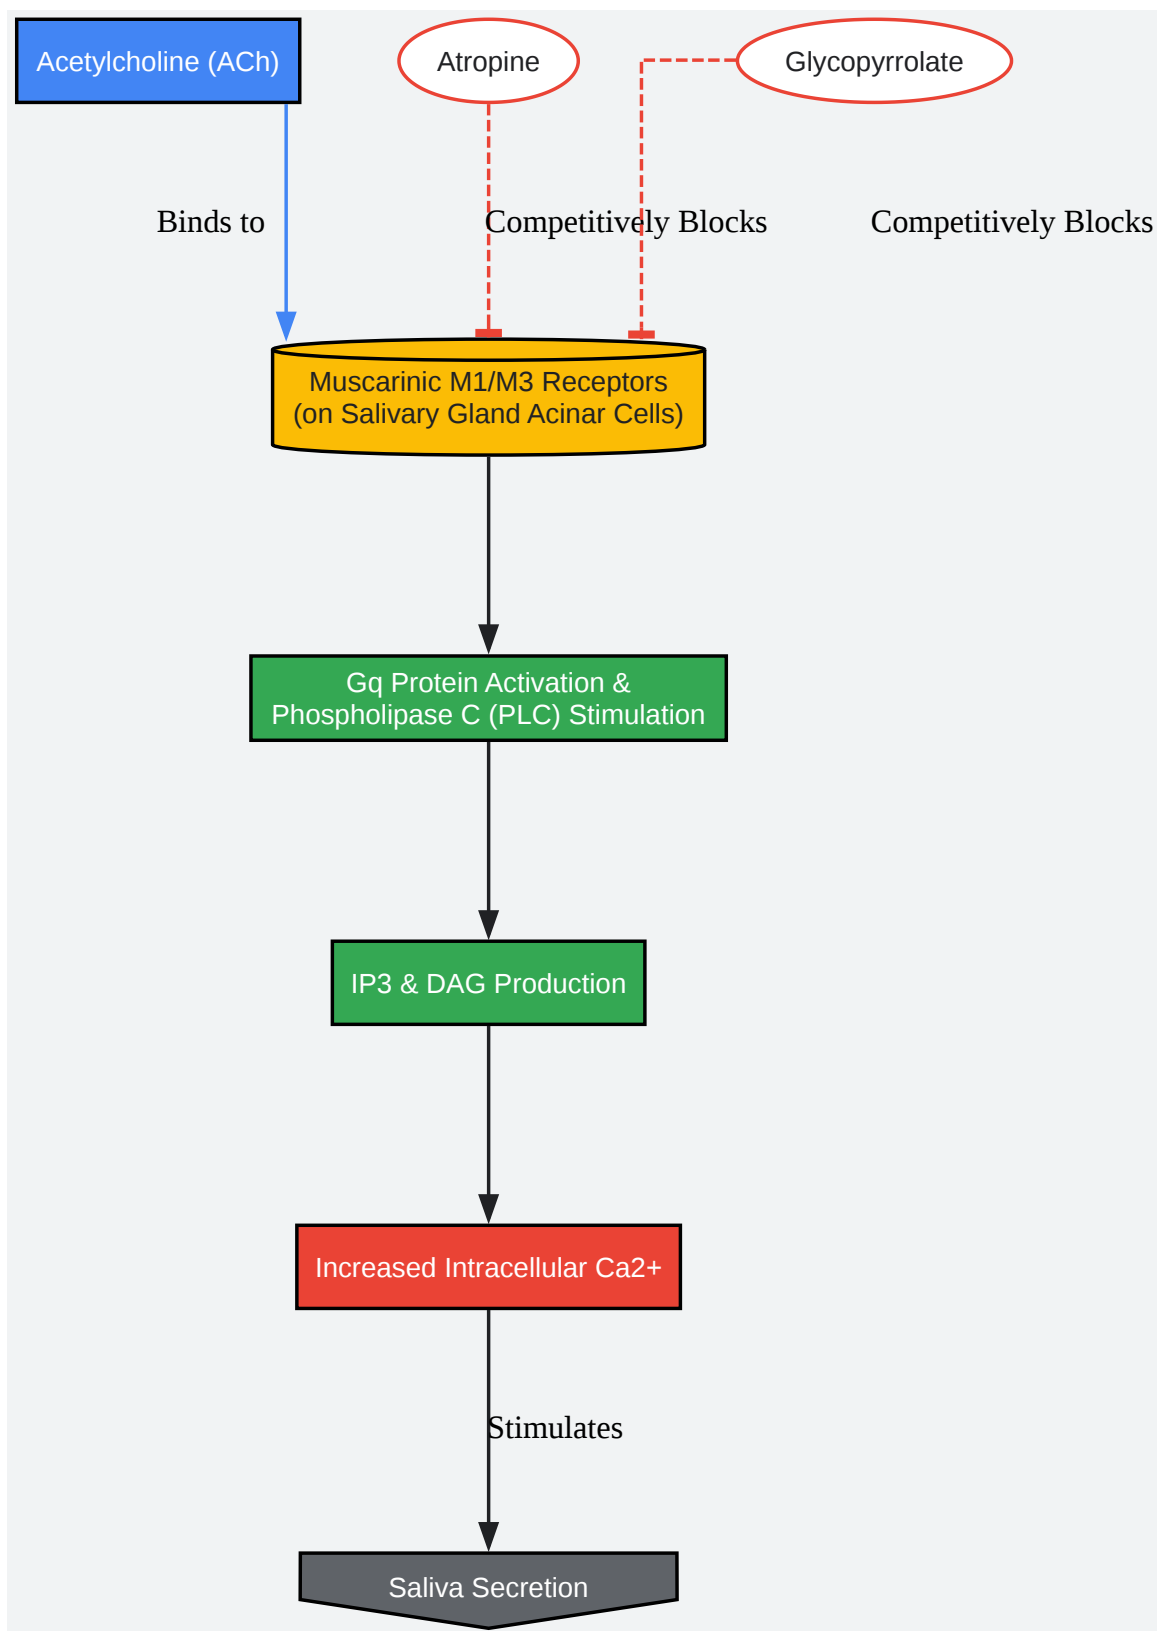 Acetylcholine (ACh)
Atropine
Glycopyrrolate
Binds to
Competitively Blocks
Competitively Blocks
Muscarinic M1/M3 Receptors
(on Salivary Gland Acinar Cells)
Gq Protein Activation &
Phospholipase C (PLC) Stimulation
IP3 & DAG Production
Increased Intracellular Ca2+
Stimulates
Saliva Secretion